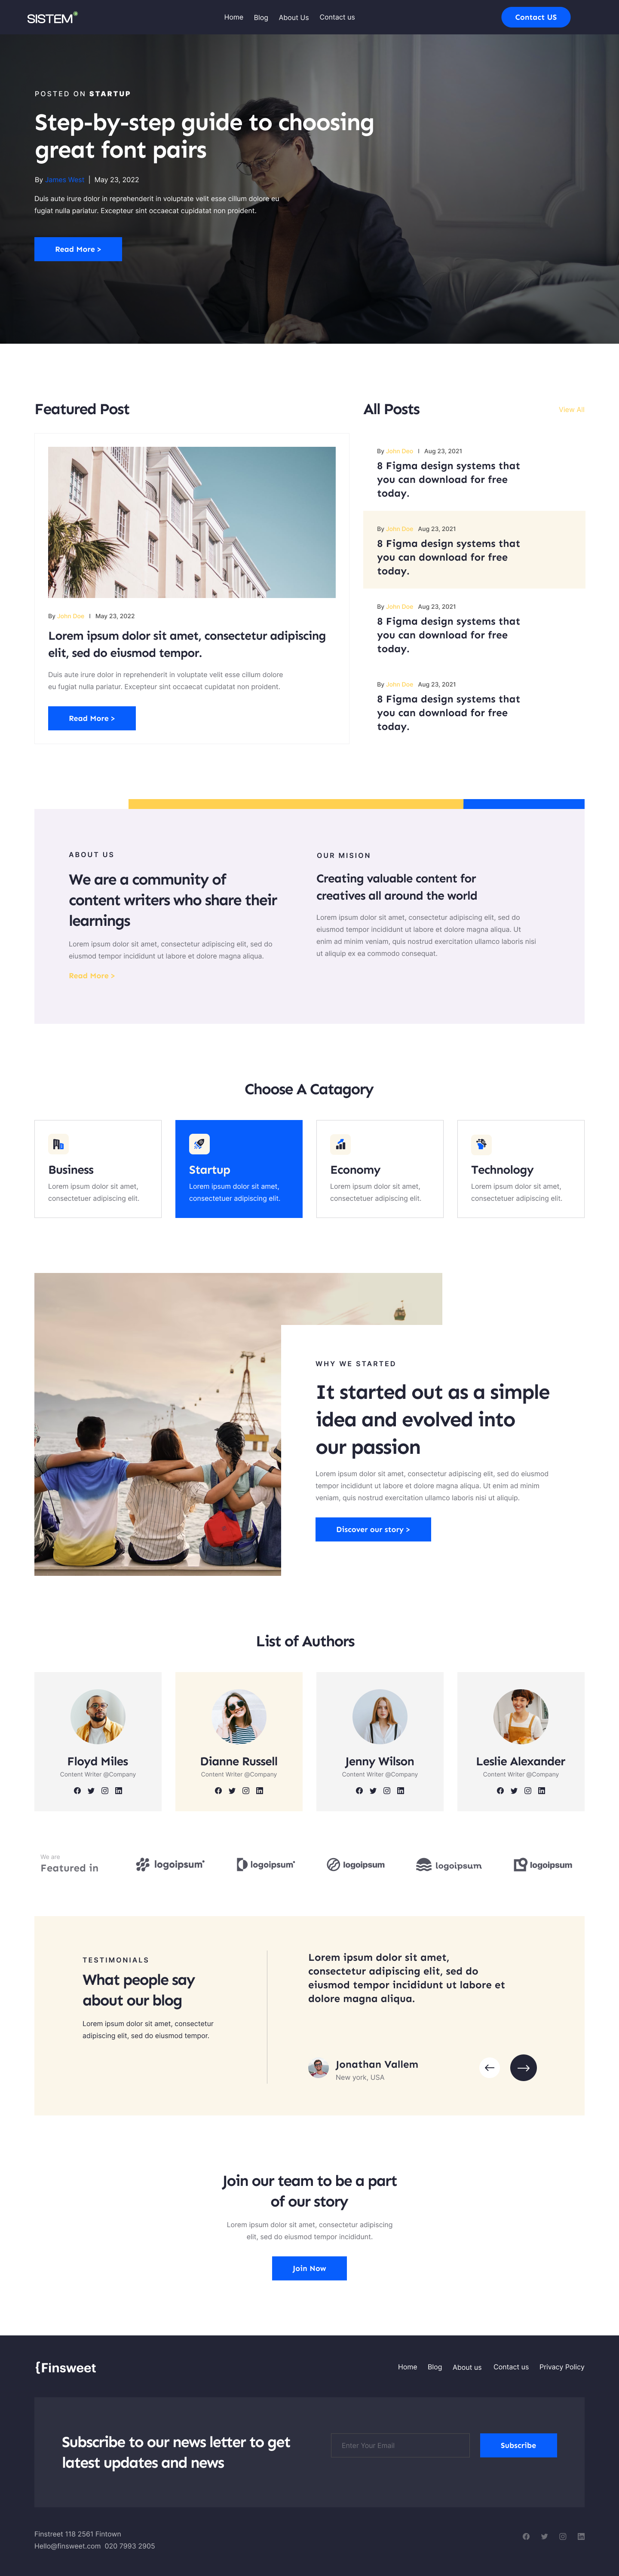 SISTEM
Home Blog About Us Contact us
Contact US
POSTED ON STARTUP
Step-by-step guide to choosing
great font pairs
By James West | May 23, 2022
Duis aute irure dolor in reprehenderit in voluptate velit esse cillum dolore eu
fugiat nulla pariatur. Excepteur sint occaecat cupidatat non proident.
Read More >
Featured Post
By John Doe | May 23, 2022
Lorem ipsum dolor sit amet, consectetur adipiscing
elit, sed do eiusmod tempor.
Duis aute irure dolor in reprehenderit in voluptate velit esse cillum dolore
eu fugiat nulla pariatur. Excepteur sint occaecat cupidatat non proident.
Read More >
All Posts
View All
By John Doe | Aug 23, 2021
8 Figma design systems that
you can download for free
today.
By John Doe Aug 23, 2021
8 Figma design systems that
you can download for free
today.
By John Doe Aug 23, 2021
8 Figma design systems that
you can download for free
today.
By John Doe Aug 23, 2021
8 Figma design systems that
you can download for free
today.
ABOUT US
We are a community of
content writers who share their
learnings
Lorem ipsum dolor sit amet, consectetur adipiscing elit, sed do
eiusmod tempor incididunt ut labore et dolore magna aliqua.
Read More >
OUR MISION
Creating valuable content for
creatives all around the world
Lorem ipsum dolor sit amet, consectetur adipiscing elit, sed do
eiusmod tempor incididunt ut labore et dolore magna aliqua. Ut
enim ad minim veniam, quis nostrud exercitation ullamco laboris nisi
ut aliquip ex ea commodo consequat.
Choose A Catagory
Business
Lorem ipsum dolor sit amet,
consectetuer adipiscing elit.
Startup
Lorem ipsum dolor sit amet,
consectetuer adipiscing elit.
Economy
Lorem ipsum dolor sit amet,
consectetuer adipiscing elit.
Technology
Lorem ipsum dolor sit amet,
consectetuer adipiscing elit.
WHY WE STARTED
It started out as a simple
idea and evolved into
our passion
Lorem ipsum dolor sit amet, consectetur adipiscing elit, sed do eiusmod
tempor incididunt ut labore et dolore magna aliqua. Ut enim ad minim
veniam, quis nostrud exercitation ullamco laboris nisi ut aliquip.
Discover our story >
List of Authors
Floyd Miles
Content Writer @Company
Dianne Russell
Content Writer @Company
Jenny Wilson
Content Writer @Company
Leslie Alexander
Content Writer @Company
We are
Featured in
logoipsum
logoipsum
logoipsum
logoipsum
logoipsum
TESTIMONIALS
What people say
about our blog
Lorem ipsum dolor sit amet, consectetur
adipiscing elit, sed do eiusmod tempor.
Lorem ipsum dolor sit amet,
consectetur adipiscing elit, sed do
eiusmod tempor incididunt ut labore et
dolore magna aliqua.
Jonathan Vallem
New york, USA
Join our team to be a part
of our story
Lorem ipsum dolor sit amet, consectetur adipiscing
elit, sed do eiusmod tempor incididunt.
Join Now
{Finsweet
Home Blog About us Contact us Privacy Policy
Subscribe to our news letter to get
latest updates and news
Enter Your Email
Subscribe
Finstreet 118 2561 Fintown
Hello@finsweet.com 020 7993 2905